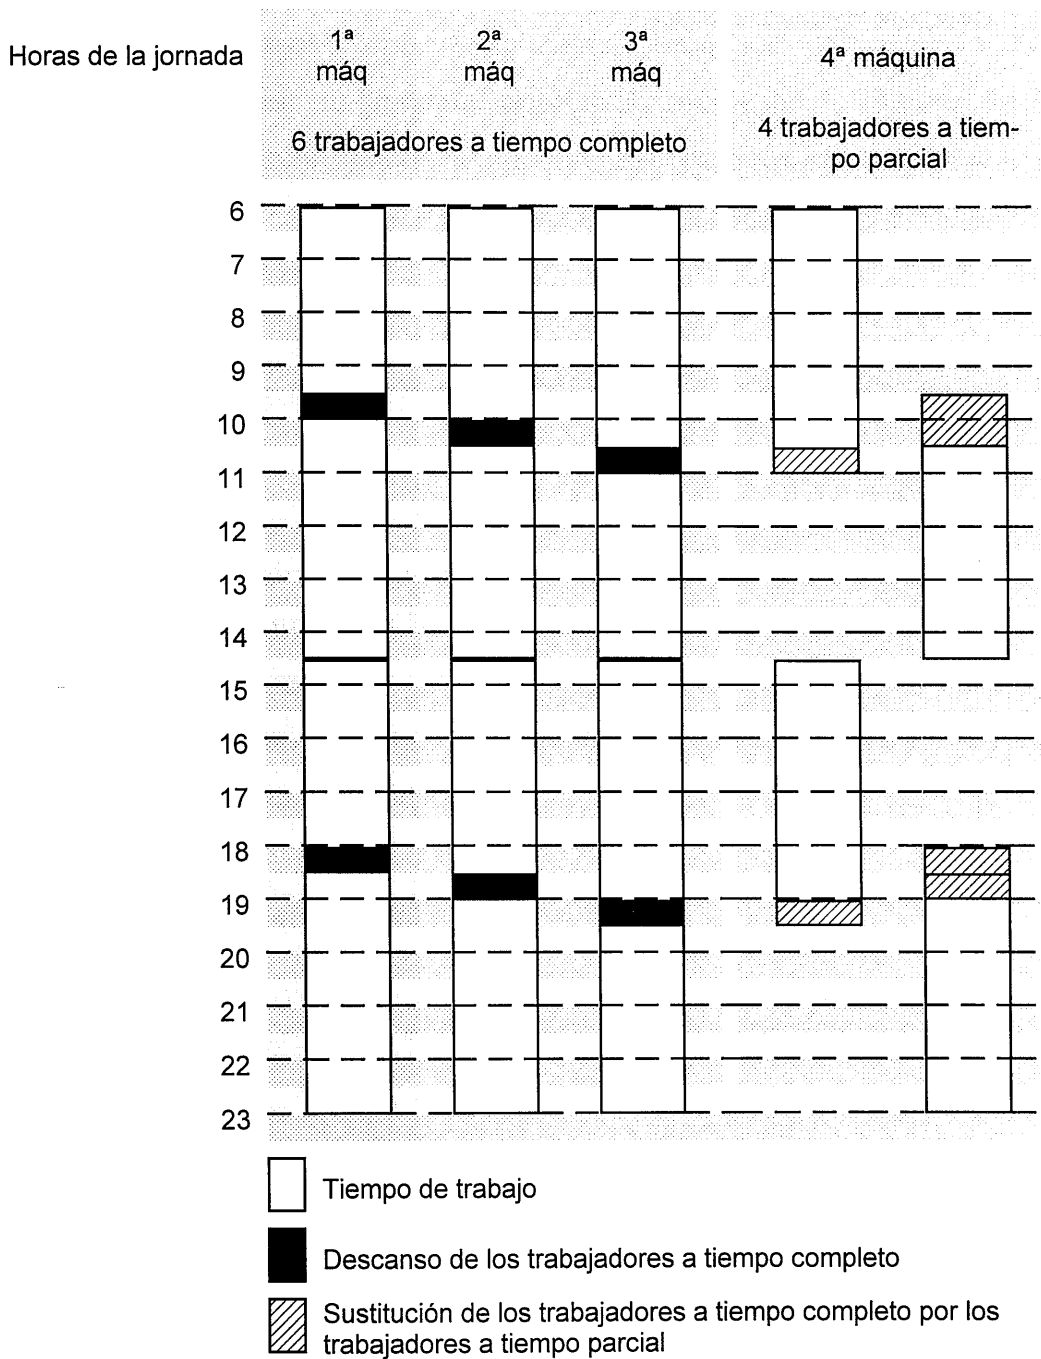 Horas de la jornada
1ª
máq
2ª
máq
3ª
máq
4ª máquina
6 trabajadores a tiempo completo
4 trabajadores a tiem-
po parcial
6
7
8
9
10
11
12
13
14
15
16
17
18
19
20
21
22
23
Tiempo de trabajo
Descanso de los trabajadores a tiempo completo
Sustitución de los trabajadores a tiempo completo por los
trabajadores a tiempo parcial